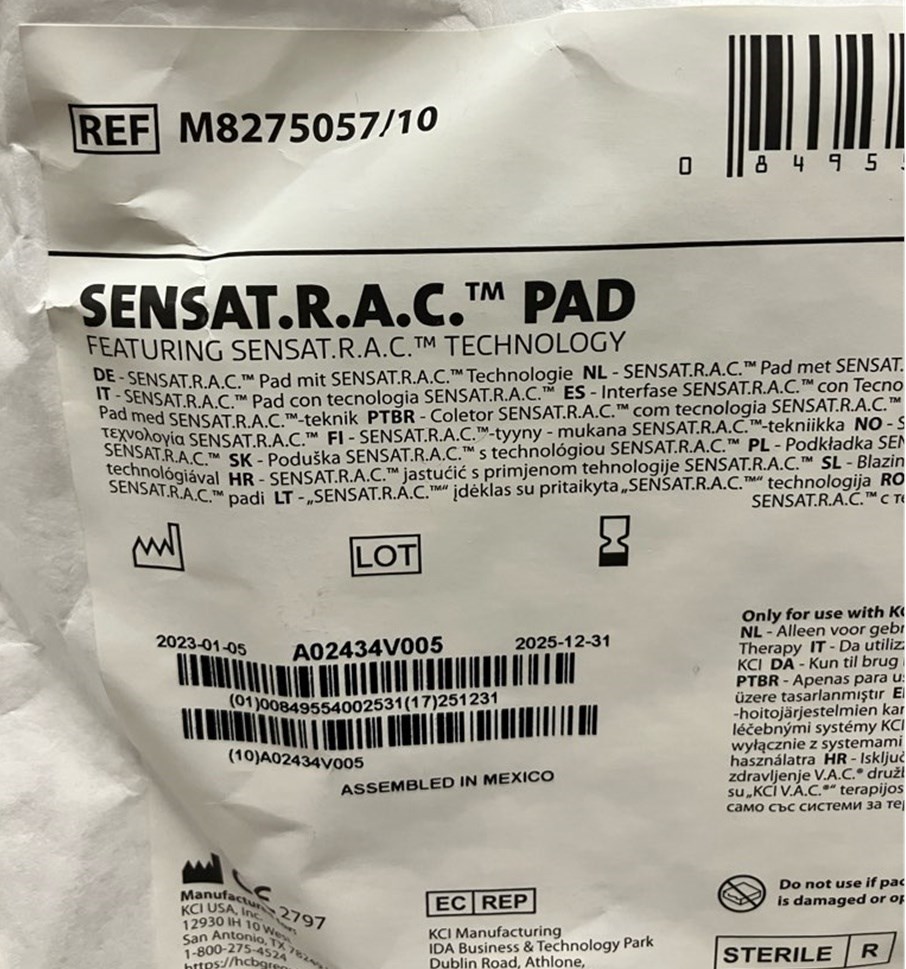 REF M8275057/10
0 8 4 9 5
SENSAT.R.A.C.™ PAD
FEATURING SENSAT.R.A.C.™ TECHNOLOGY
DE - SENSAT.R.A.C.™ Pad mit SENSAT.R.A.C.™ Technologie NL - SENSAT.R.A.C.™ Pad met SENSAT.
IT - SENSAT.R.A.C.™ Pad con tecnologia SENSAT.R.A.C.™ ES - Interfase SENSAT.R.A.C.™ con Tecno
Pad med SENSAT.R.A.C.™-teknik PTBR - Coletor SENSAT.R.A.C.™ com tecnologia SENSAT.R.A.C.™
τεχνολογία SENSAT.R.A.C.™ FI - SENSAT.R.A.C.™-tyyny - mukana SENSAT.R.A.C.™-tekniikka NO - S
SENSAT.R.A.C.™ SK - Poduška SENSAT.R.A.C.™ s technológiou SENSAT.R.A.C.™ PL - Podkładka SEN
technológiával HR - SENSAT.R.A.C.™ jastučić s primjenom tehnologije SENSAT.R.A.C.™ SL - Blazin
SENSAT.R.A.C.™ padi LT - „SENSAT.R.A.C.™“ įdėklas su pritaikyta „SENSAT.R.A.C.™“ technologija RO
SENSAT.R.A.C.™ с те
LOT
2023-01-05 A02434V005 2025-12-31
(01)00849554002531(17)251231
(10)A02434V005
ASSEMBLED IN MEXICO
Only for use with KC
NL - Alleen voor gebr
Therapy IT - Da utiliz
KCI DA - Kun til brug
PTBR - Apenas para u
üzere tasarlanmıştır E
-hoitojärjestelmien kan
léčebnými systémy KCI
wyłącznie z systemami
használatra HR - Isključ
zdravljenje V.A.C.® druž
su „KCI V.A.C.®“ terapijos
само със системи за те
Manufacturer
CE 2797
KCI USA, Inc.
12930 IH 10 West
San Antonio, TX
1-800-275-4524
EC REP
KCI Manufacturing
IDA Business & Technology Park
Dublin Road, Athlone,
Do not use if pac
is damaged or op
STERILE R